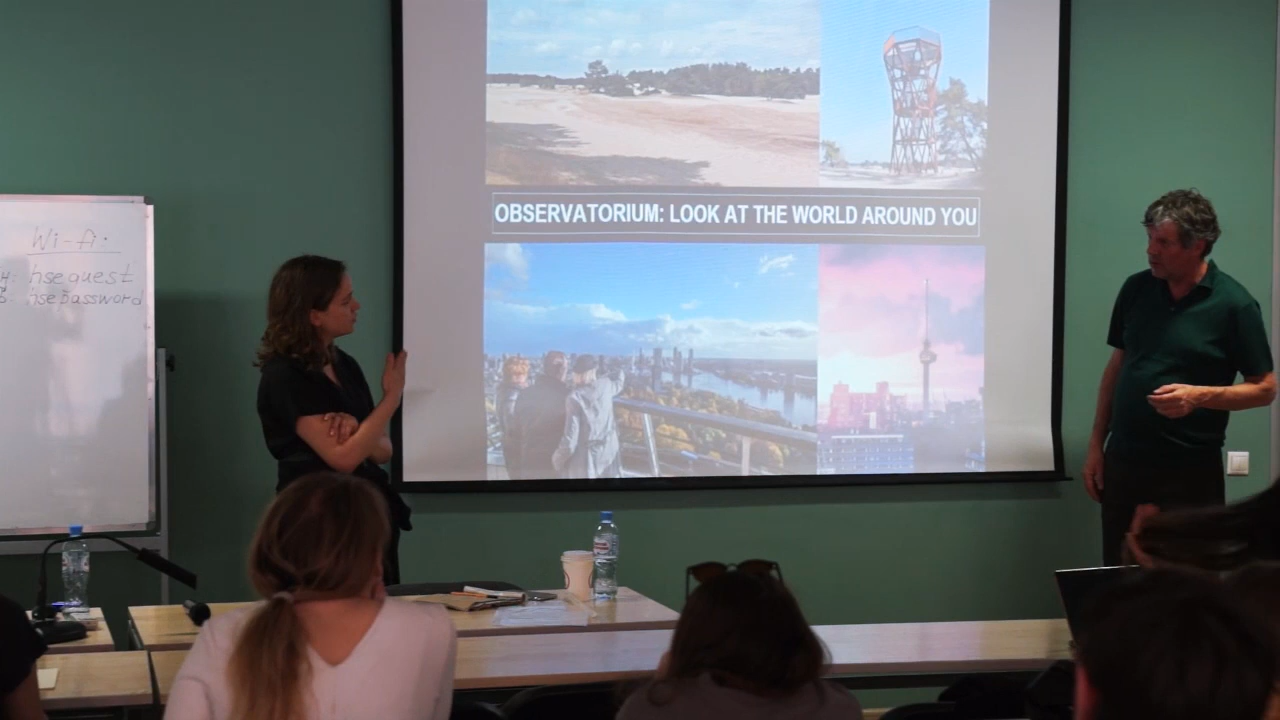 Wi-fi:
hseguest
hsepassword
OBSERVATORIUM: LOOK AT THE WORLD AROUND YOU